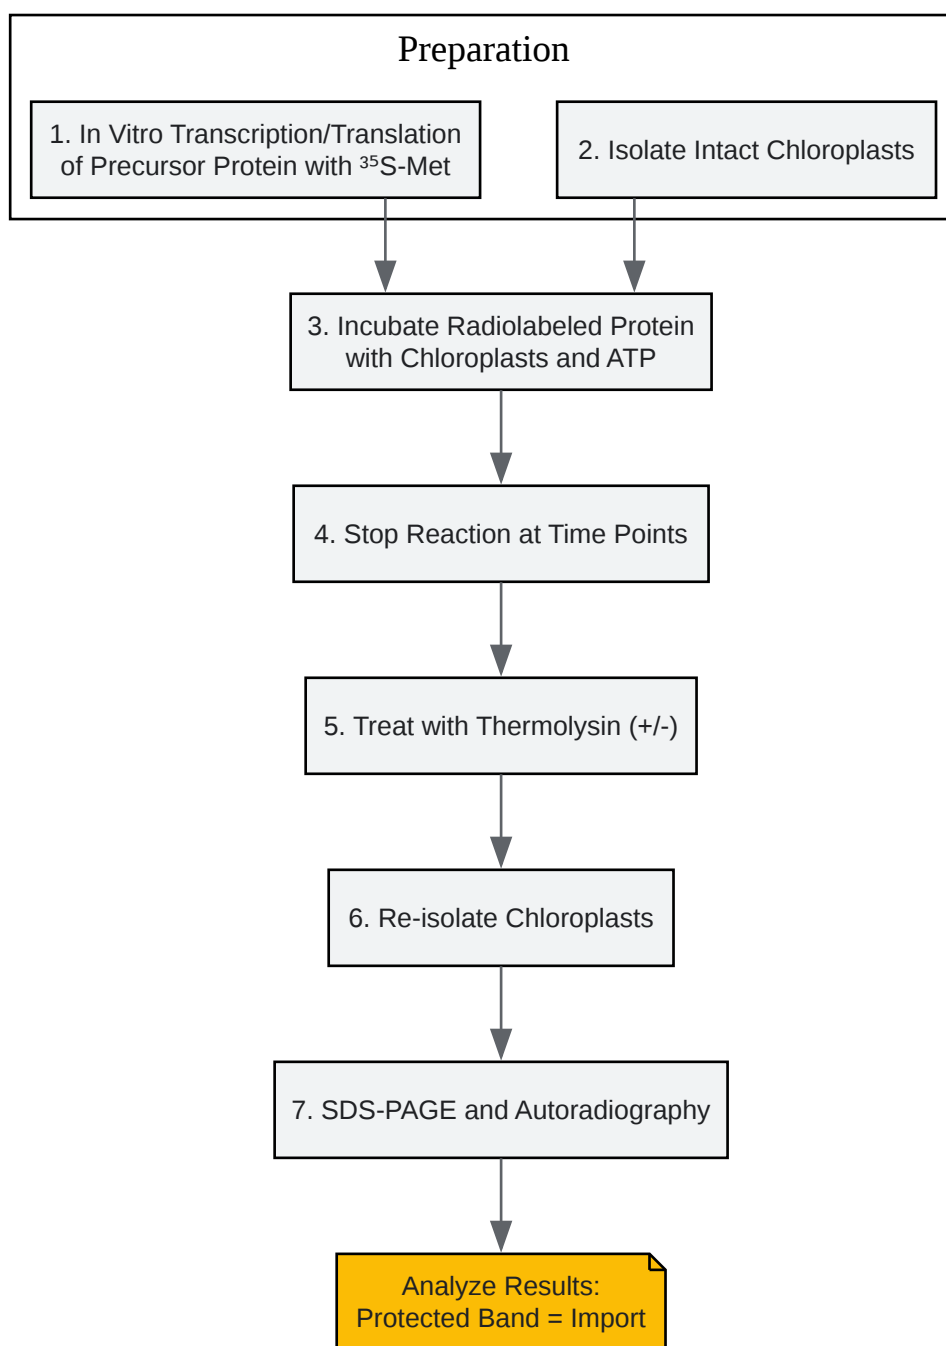 Preparation
1. In Vitro Transcription/Translation
of Precursor Protein with ³⁵S-Met
2. Isolate Intact Chloroplasts
3. Incubate Radiolabeled Protein
with Chloroplasts and ATP
4. Stop Reaction at Time Points
5. Treat with Thermolysin (+/-)
6. Re-isolate Chloroplasts
7. SDS-PAGE and Autoradiography
Analyze Results:
Protected Band = Import